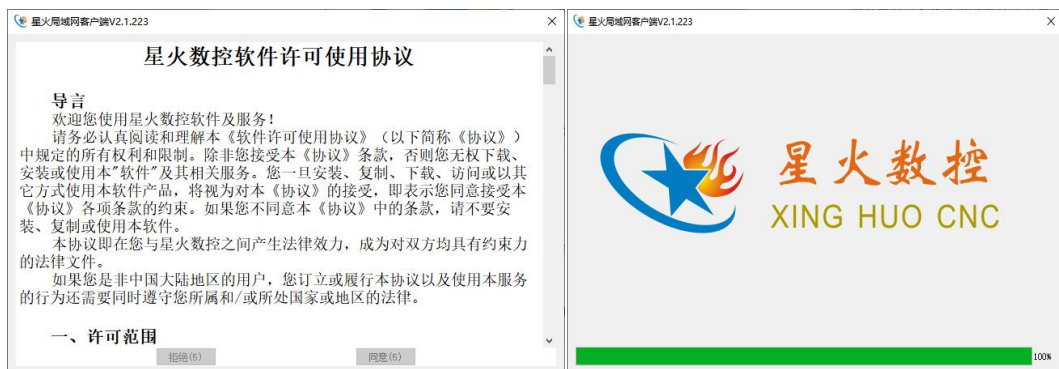 星火局域网客户端V2.1.223
星火数控软件许可使用协议
导言
欢迎您使用星火数控软件及服务！
请务必认真阅读和理解本《软件许可使用协议》（以下简称《协议》）
中规定的所有权利和限制。除非您接受本《协议》条款，否则您无权下载、
安装或使用本"软件"及其相关服务。您一旦安装、复制、下载、访问或以其
它方式使用本软件产品，将视为对本《协议》的接受，即表示您同意接受本
《协议》各项条款的约束。如果您不同意本《协议》中的条款，请不要安
装、复制或使用本软件。
本协议即在您与星火数控之间产生法律效力，成为对双方均具有约束力
的法律文件。
如果您是非中国大陆地区的用户，您订立或履行本协议以及使用本服务
的行为还需要同时遵守您所属和/或所处国家或地区的法律。
一、许可范围
拒绝(5)
同意(5)
星火局域网客户端V2.1.223
星火数控
XING HUO CNC
100%